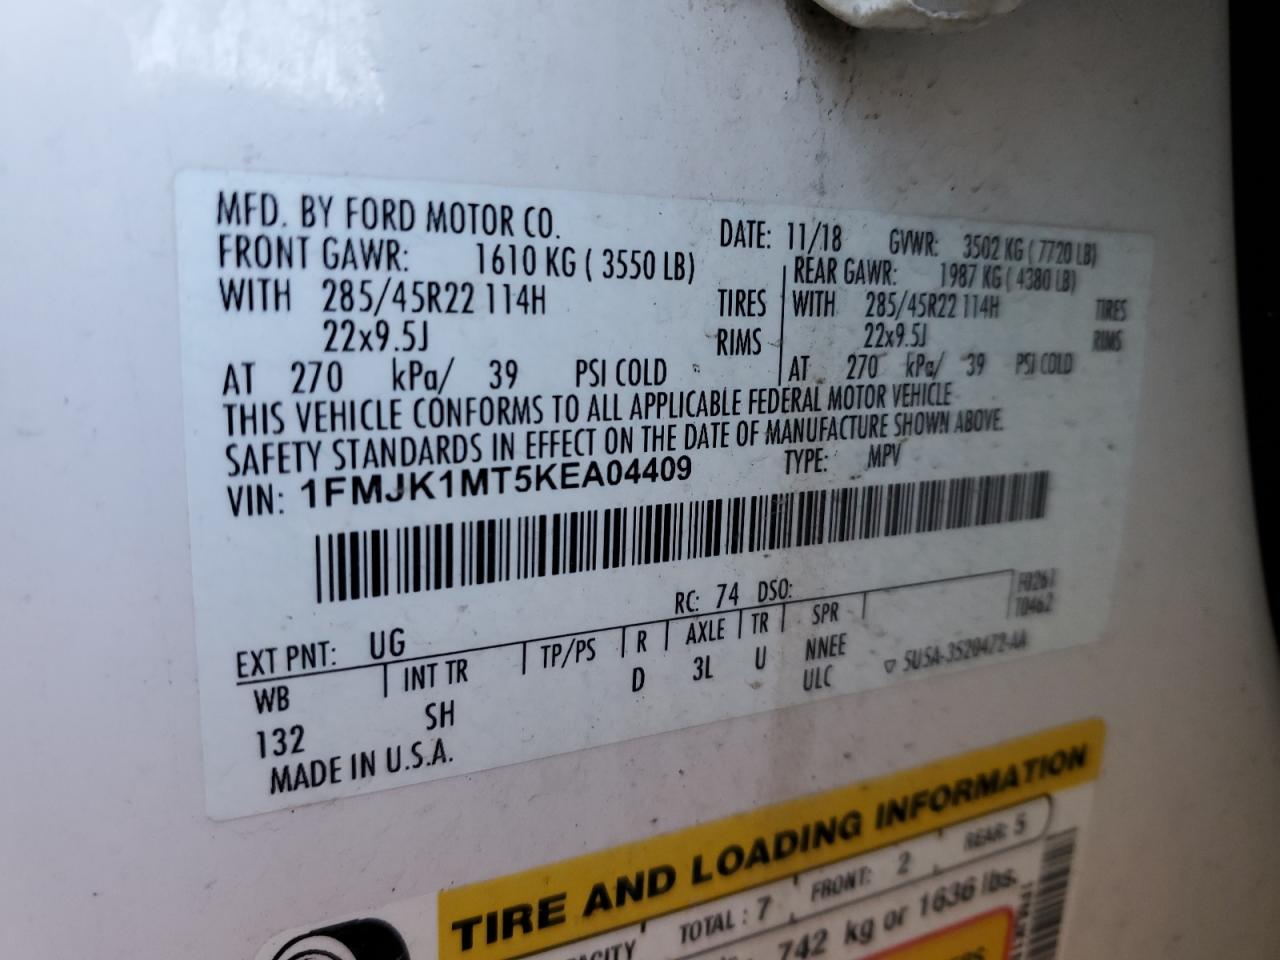 MFD. BY FORD MOTOR CO.
DATE: 11/18 GVWR: 3502 KG (7720 LB)
FRONT GAWR: 1610 KG ( 3550 LB) REAR GAWR: 1987 KG ( 4380 LB)
WITH 285/45R22 114H TIRES WITH 285/45R22 114H TIRES
22x9.5J RIMS 22x9.5J RIMS
AT 270 kPa/ 39 PSI COLD AT 270 kPa/ 39 PSI COLD
THIS VEHICLE CONFORMS TO ALL APPLICABLE FEDERAL MOTOR VEHICLE
SAFETY STANDARDS IN EFFECT ON THE DATE OF MANUFACTURE SHOWN ABOVE.
VIN: 1FMJK1MT5KEA04409 TYPE: MPV
F0261
RC: 74 DSO: T0462
EXT PNT: UG
WB INT TR TP/PS R AXLE TR SPR
132 SH D 3L U NNEE
ULC
▽ 5U5A-3520472-AA
MADE IN U.S.A.
TIRE AND LOADING INFORMATION
TOTAL : 7 FRONT: 2 REAR: 5
742 kg or 1636 lbs.